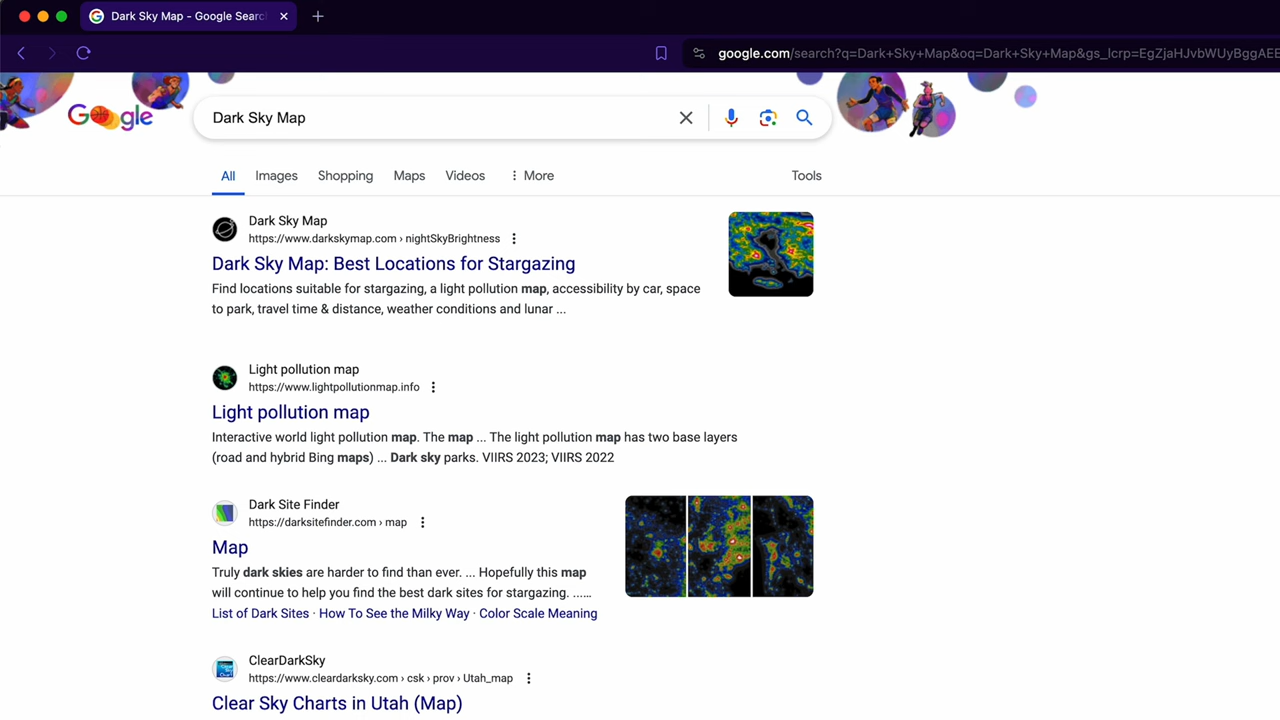 Dark Sky Map - Google Searc
google.com/search?q=Dark+Sky+Map&oq=Dark+Sky+Map&gs_lcrp=EgZjaHJvbWUyBggAEE
Google
Dark Sky Map
All Images Shopping Maps Videos More Tools
Dark Sky Map
https://www.darkskymap.com › nightSkyBrightness
Dark Sky Map: Best Locations for Stargazing
Find locations suitable for stargazing, a light pollution map, accessibility by car, space
to park, travel time & distance, weather conditions and lunar ...
Light pollution map
https://www.lightpollutionmap.info
Light pollution map
Interactive world light pollution map. The map ... The light pollution map has two base layers
(road and hybrid Bing maps) ... Dark sky parks. VIIRS 2023; VIIRS 2022
Dark Site Finder
https://darksitefinder.com › map
Map
Truly dark skies are harder to find than ever. ... Hopefully this map
will continue to help you find the best dark sites for stargazing. ......
List of Dark Sites · How To See the Milky Way · Color Scale Meaning
ClearDarkSky
https://www.cleardarksky.com › csk › prov › Utah_map
Clear Sky Charts in Utah (Map)